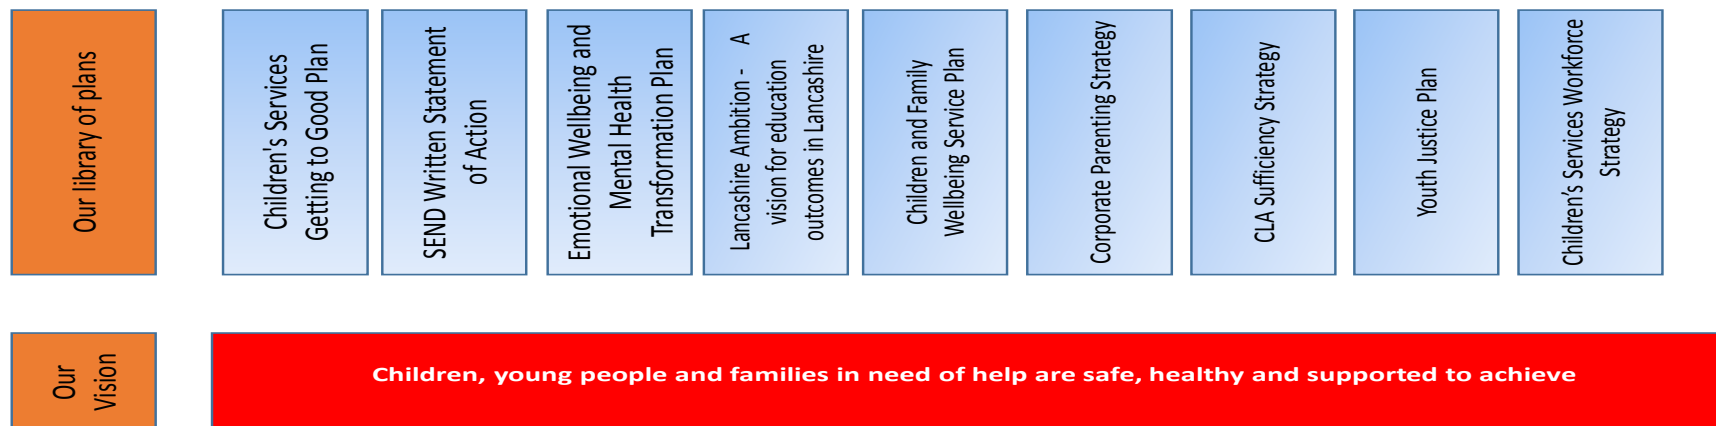 Our library of plans
Children's Services
Getting to Good Plan
SEND Written Statement
of Action
Emotional Wellbeing and
Mental Health
Transformation Plan
Lancashire Ambition - A
vision for education
outcomes in Lancashire
Children and Family
Wellbeing Service Plan
Corporate Parenting Strategy
CLA Sufficiency Strategy
Youth Justice Plan
Children's Services Workforce
Strategy
Our
Vision
Children, young people and families in need of help are safe, healthy and supported to achieve